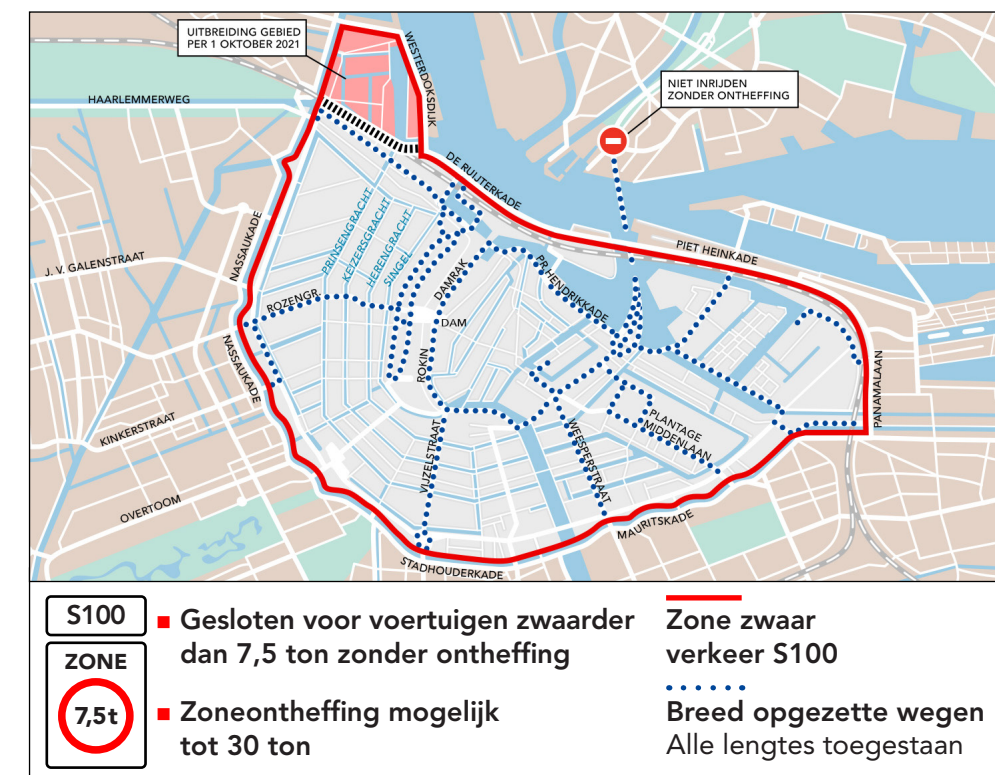 UITBREIDING GEBIED
PER 1 OKTOBER 2021
WESTERDOKSDIJK
NIET INRIJDEN
ZONDER ONTHEFFING
HAARLEMMERWEG
DE RUIJTERKADE
PIET HEINKADE
NASSAUKADE
PRINSENGRACHT
KEIZERSGRACHT
HERENGRACHT
SINGEL
J. V. GALENSTRAAT
DAMRAK
PR.HENDRIKKADE
ROZENGR.
DAM
NASSAUKADE
ROKIN
PANAMALAAN
KINKERSTRAAT
VIJZELSTRAAT
WEESPERSTRAAT
PLANTAGE
MIDDENLAAN
OVERTOOM
MAURITSKADE
STADHOUDERKADE
S100
ZONE
7,5t
Gesloten voor voertuigen zwaarder
dan 7,5 ton zonder ontheffing
Zoneontheffing mogelijk
tot 30 ton
Zone zwaar
verkeer S100
Breed opgezette wegen
Alle lengtes toegestaan